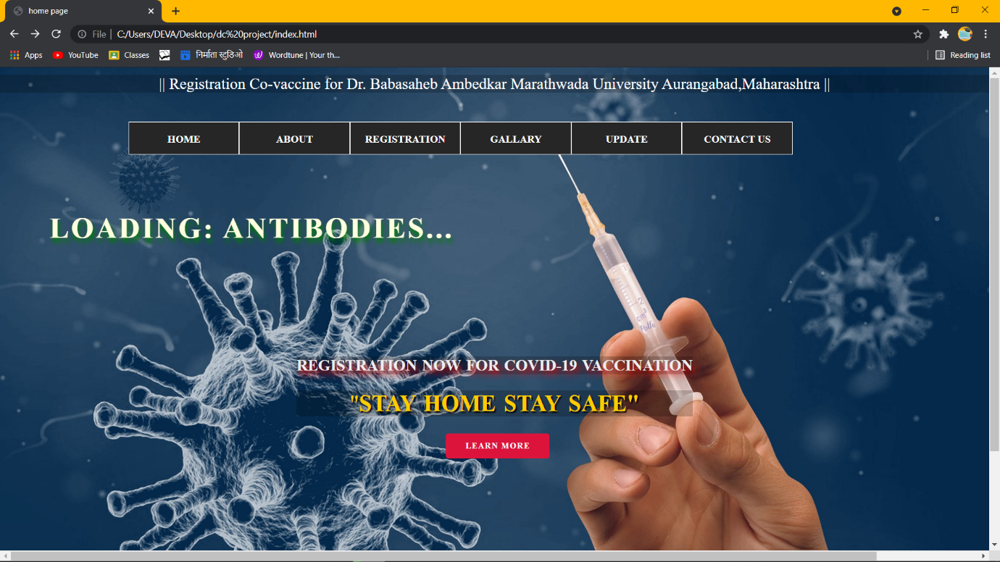 home page
File | C:/Users/DEVA/Desktop/dc%20project/index.html
Apps YouTube Classes निर्माता स्टुडिओ Wordtune | Your th... Reading list
|| Registration Co-vaccine for Dr. Babasaheb Ambedkar Marathwada University Aurangabad,Maharashtra ||
HOME ABOUT REGISTRATION GALLARY UPDATE CONTACT US
LOADING: ANTIBODIES...
2
cm³
REGISTRATION NOW FOR COVID-19 VACCINATION
"STAY HOME STAY SAFE"
LEARN MORE